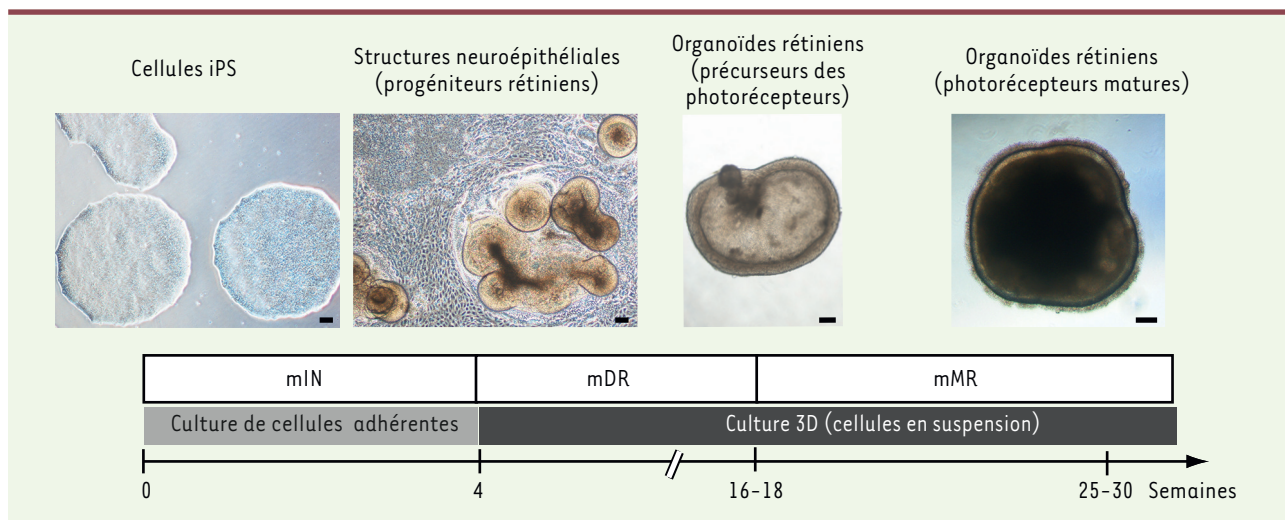 Cellules iPS
Structures neuroépithéliales
(progéniteurs rétiniens)
Organoïdes rétiniens
(précurseurs des
photorécepteurs)
Organoïdes rétiniens
(photorécepteurs matures)
mIN
mDR
mMR
Culture de cellules adhérentes
Culture 3D (cellules en suspension)
0
4
16-18
25-30
Semaines